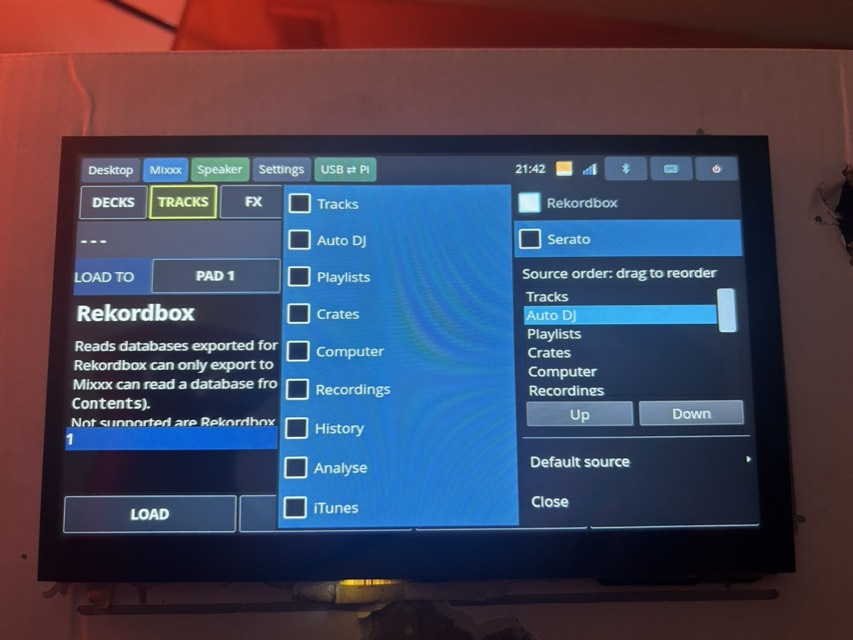 Desktop
Mixxx
Speaker
Settings
USB ⇄ Pi
21:42
DECKS
TRACKS
FX
---
LOAD TO
PAD 1
Rekordbox
Reads databases exported for
Rekordbox can only export to
Mixxx can read a database fro
Contents).
Not supported are Rekordbox
1
LOAD
Tracks
Auto DJ
Playlists
Crates
Computer
Recordings
History
Analyse
iTunes
Rekordbox
Serato
Source order: drag to reorder
Tracks
Auto DJ
Playlists
Crates
Computer
Recordings
Up
Down
Default source
Close